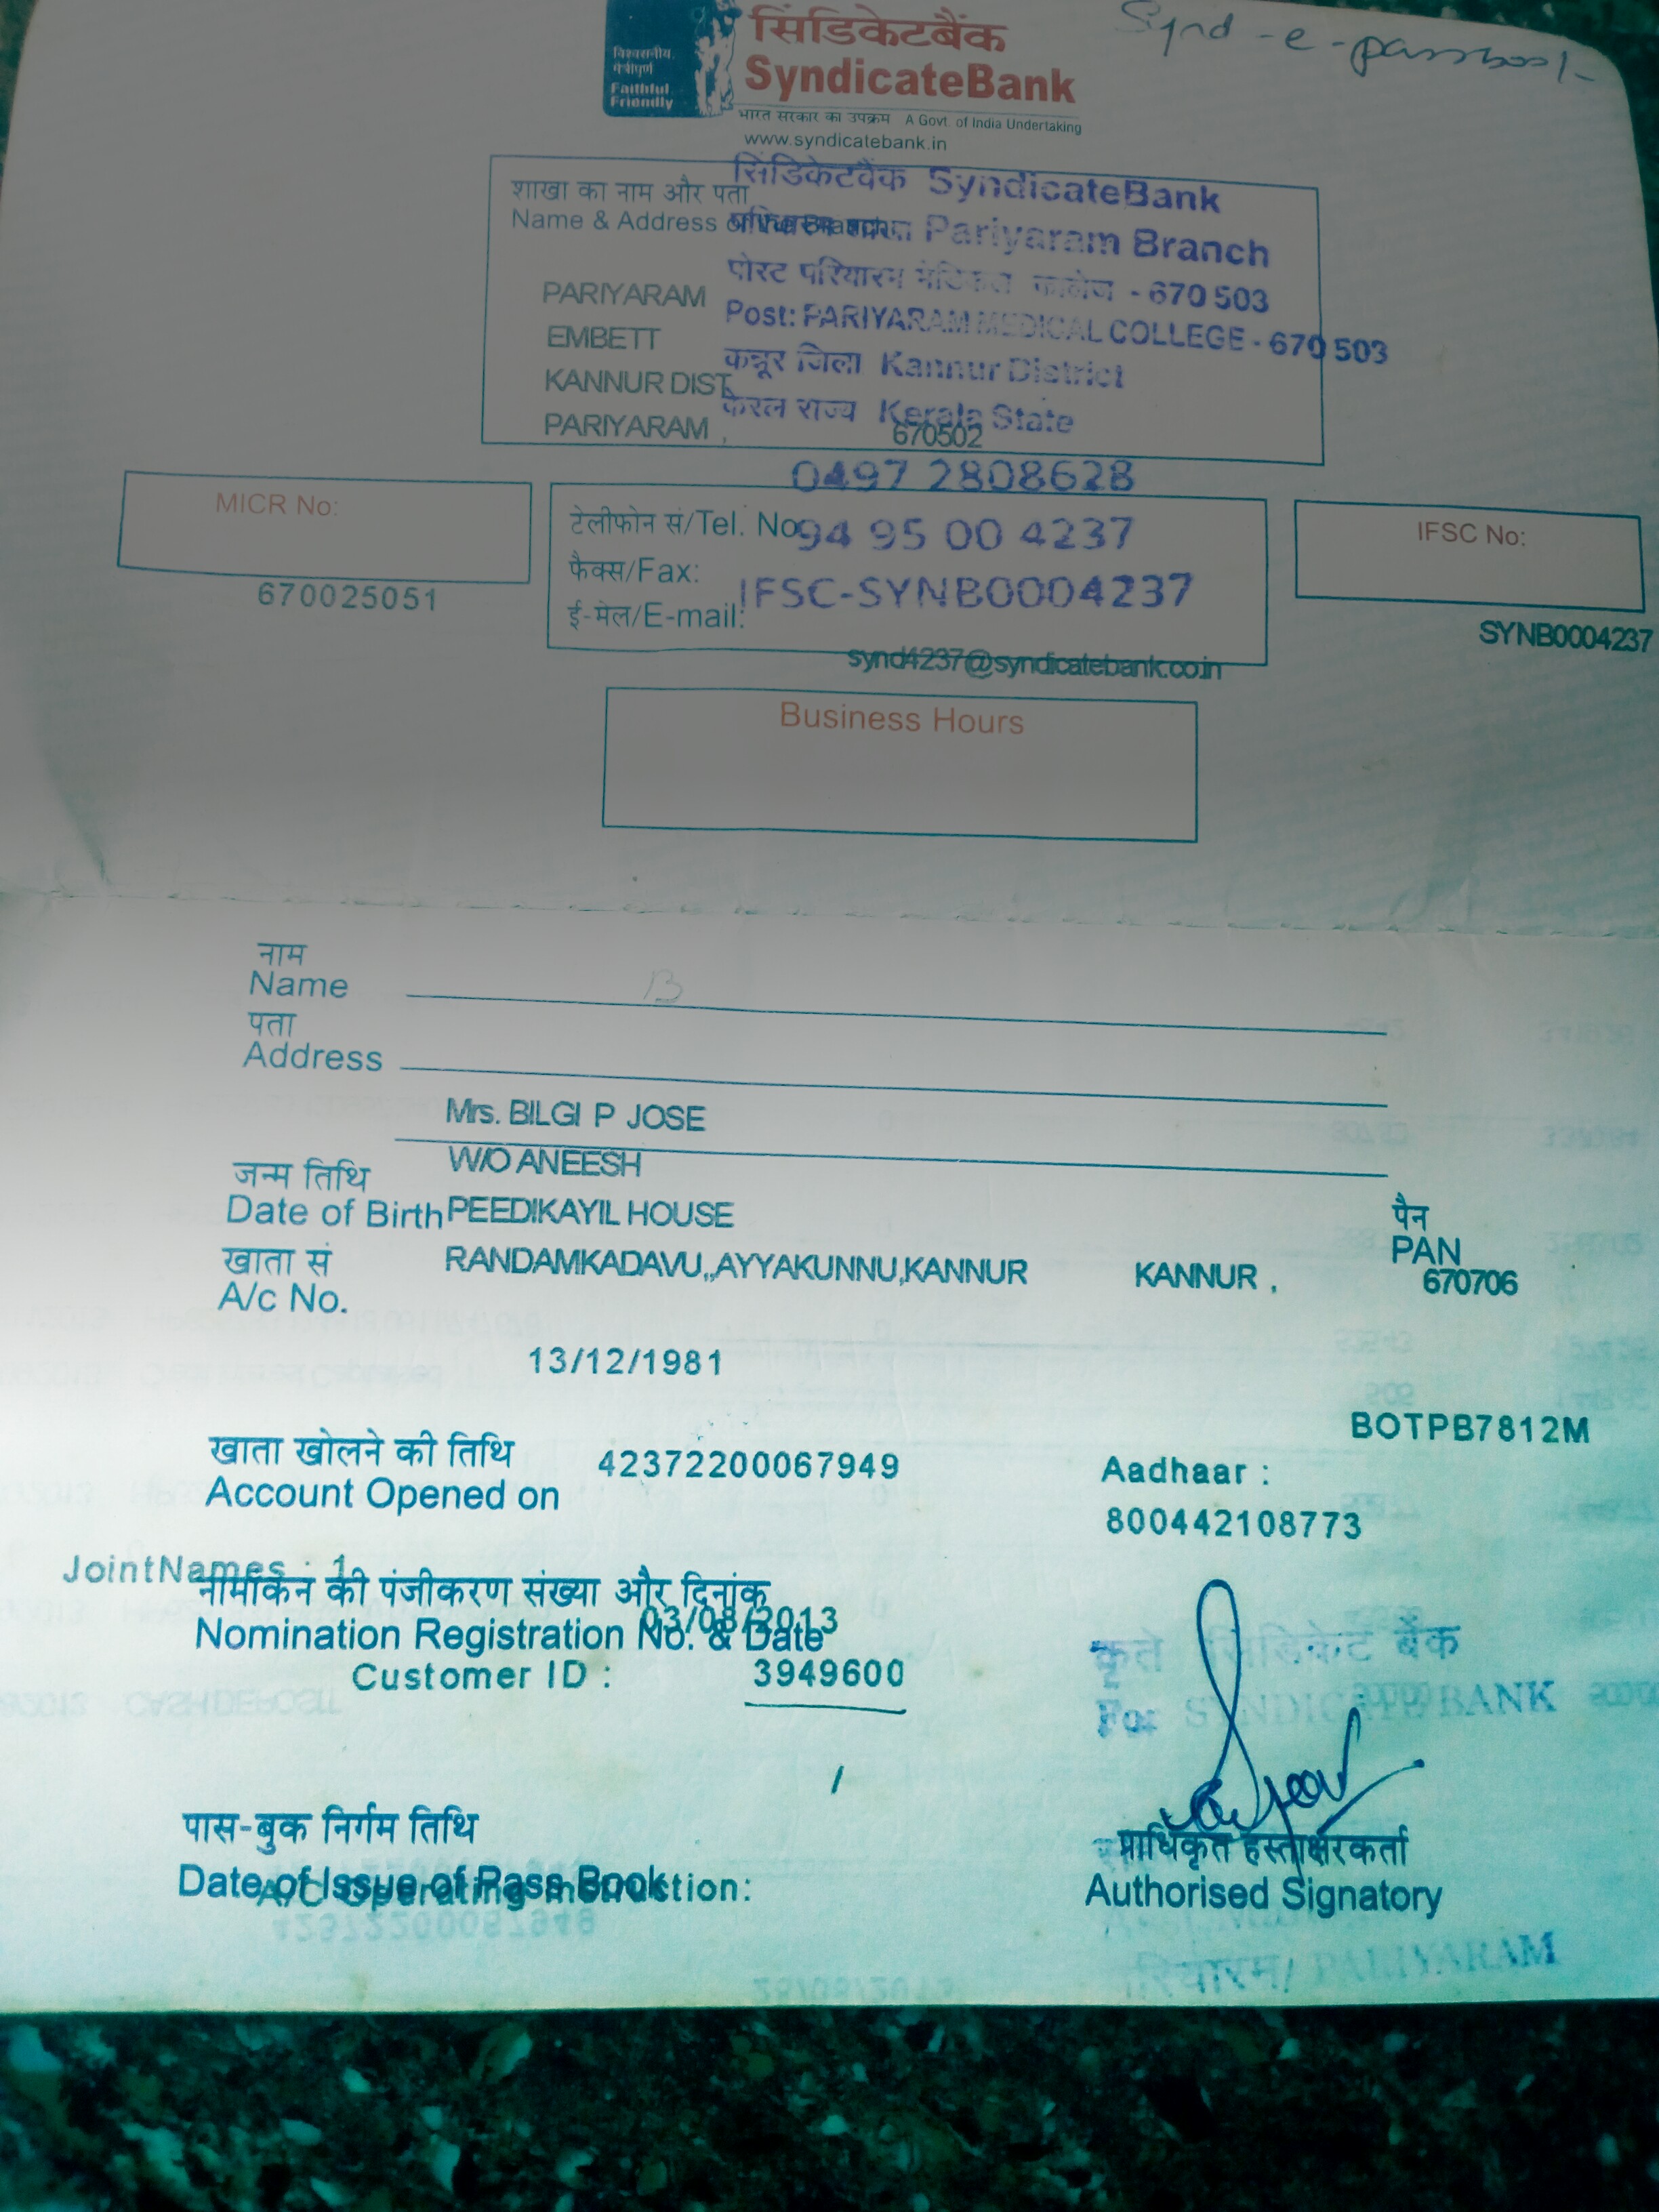 Synd-e-passbook
विश्वसनीय.
मैत्रीपूर्ण
Faithful
Friendly
सिंडिकेटबैंक
SyndicateBank
भारत सरकार का उपक्रम A Govt. of India Undertaking
www.syndicatebank.in
शाखा का नाम और पता
Name & Address of the Branch
सिंडिकेटबैंक SyndicateBank
Pariyaram Branch
पोस्ट परियारम मेडिकल कालेज - 670 503
Post: PARIYARAM MEDICAL COLLEGE - 670 503
कन्नूर जिला Kannur District
केरल राज्य Kerala State
PARIYARAM
EMBETT
KANNUR DIST
PARIYARAM , 670502
0497 2808628
MICR No:
670025051
टेलीफोन सं/Tel. No
94 95 00 4237
फैक्स/Fax:
IFSC-SYNB0004237
ई-मेल/E-mail:
synd4237@syndicatebank.co.in
IFSC No:
SYNB0004237
Business Hours
नाम
Name
B
पता
Address
Mrs. BILGI P JOSE
W/O ANEESH
जन्म तिथि
Date of Birth
PEEDIKAYIL HOUSE
पैन
PAN
खाता सं
A/c No.
RANDAMKADAVU,,AYYAKUNNU,KANNUR KANNUR , 670706
13/12/1981
BOTPB7812M
खाता खोलने की तिथि
Account Opened on
42372200067949
Aadhaar :
800442108773
JointNames : 1
नामांकन की पंजीकरण संख्या और दिनांक
03/08/2013
Nomination Registration No. & Date
Customer ID : 3949600
कृते सिंडिकेट बैंक
For SYNDICATE BANK
/
पास-बुक निर्गम तिथि
Date of Issue of Pass Book
A/C Operating Instruction:
प्राधिकृत हस्ताक्षरकर्ता
Authorised Signatory